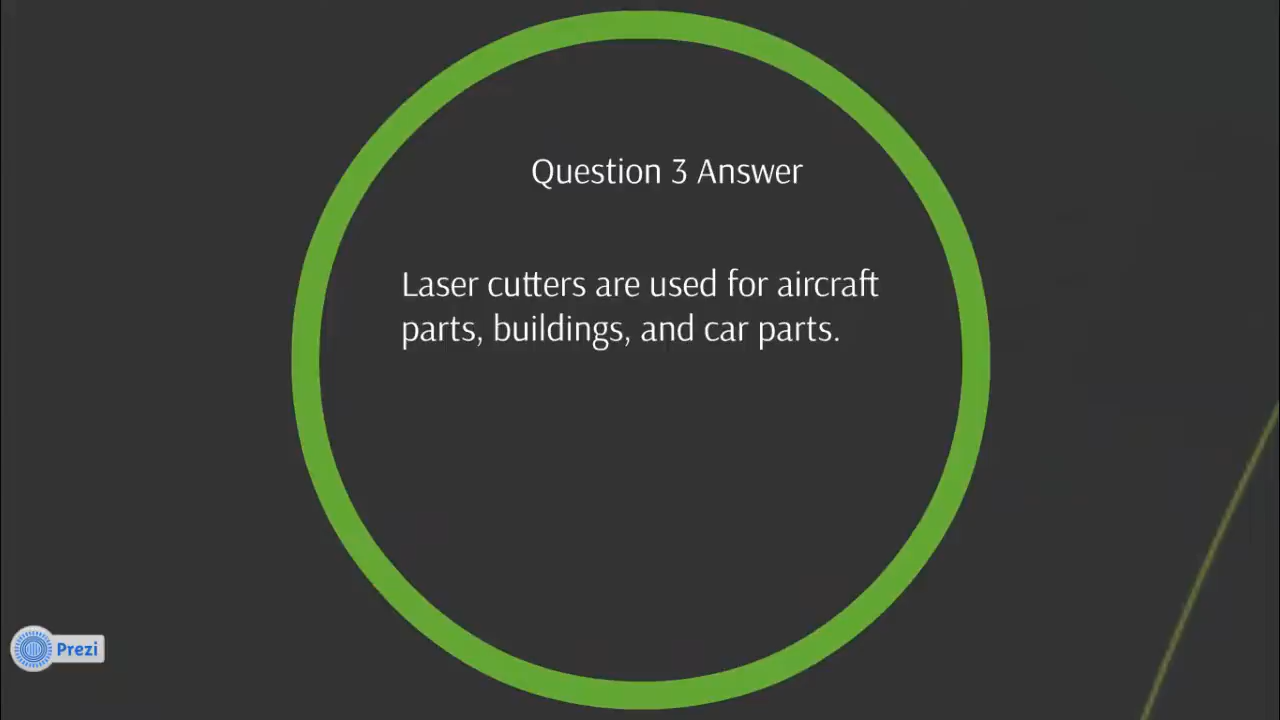 Question 3 Answer
Laser cutters are used for aircraft
parts, buildings, and car parts.
Prezi